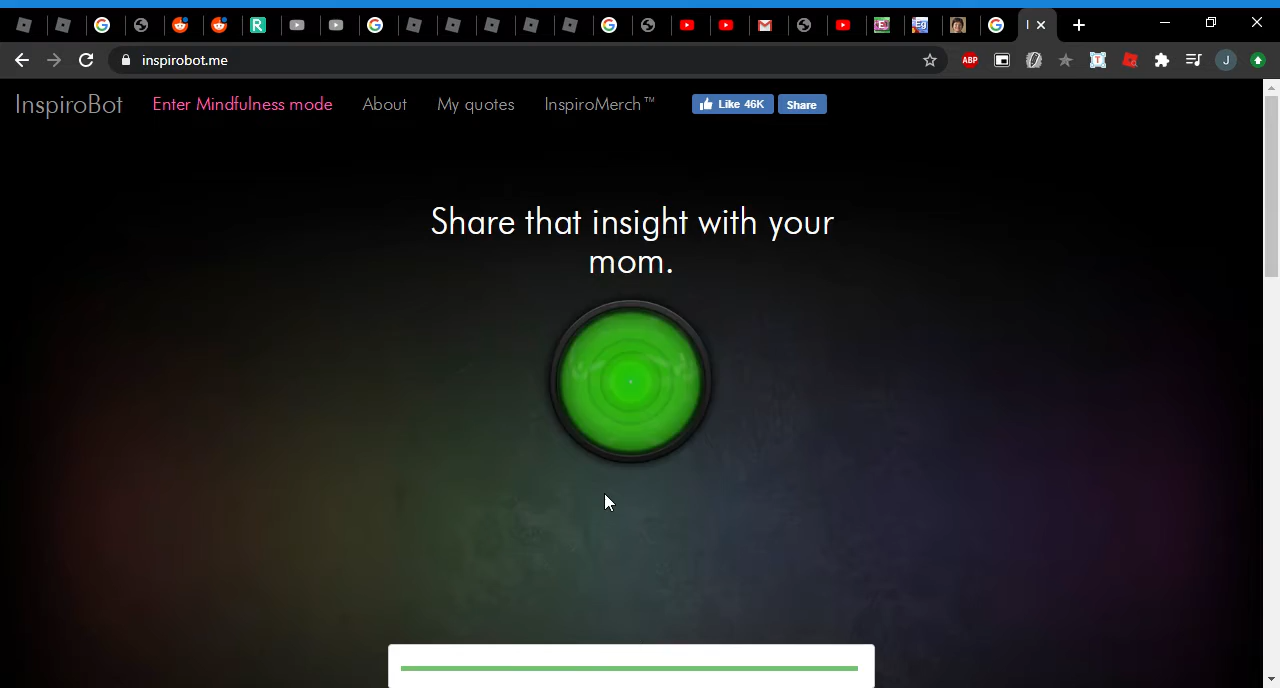 inspirobot.me
ABP
T
J
InspiroBot
Enter Mindfulness mode
About
My quotes
InspiroMerch™
Like 46K
Share
Share that insight with your
mom.